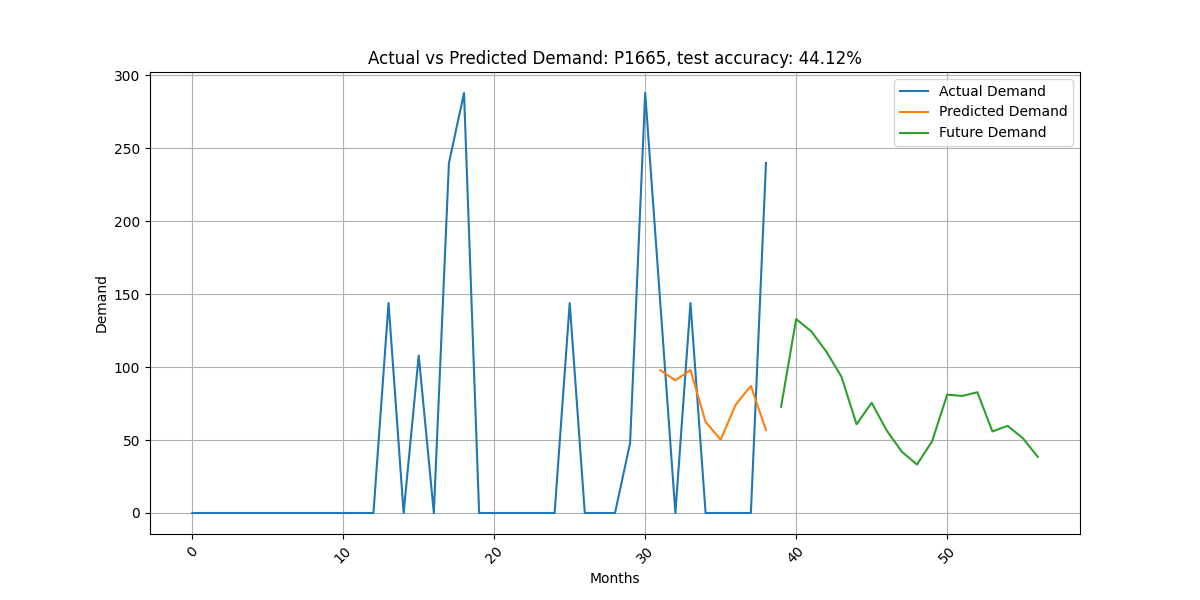 Actual vs Predicted Demand: P1665, test accuracy: 44.12%
300
250
200
150
100
50
0
Demand
Actual Demand
Predicted Demand
Future Demand
0 10 20 30 40 50
Months